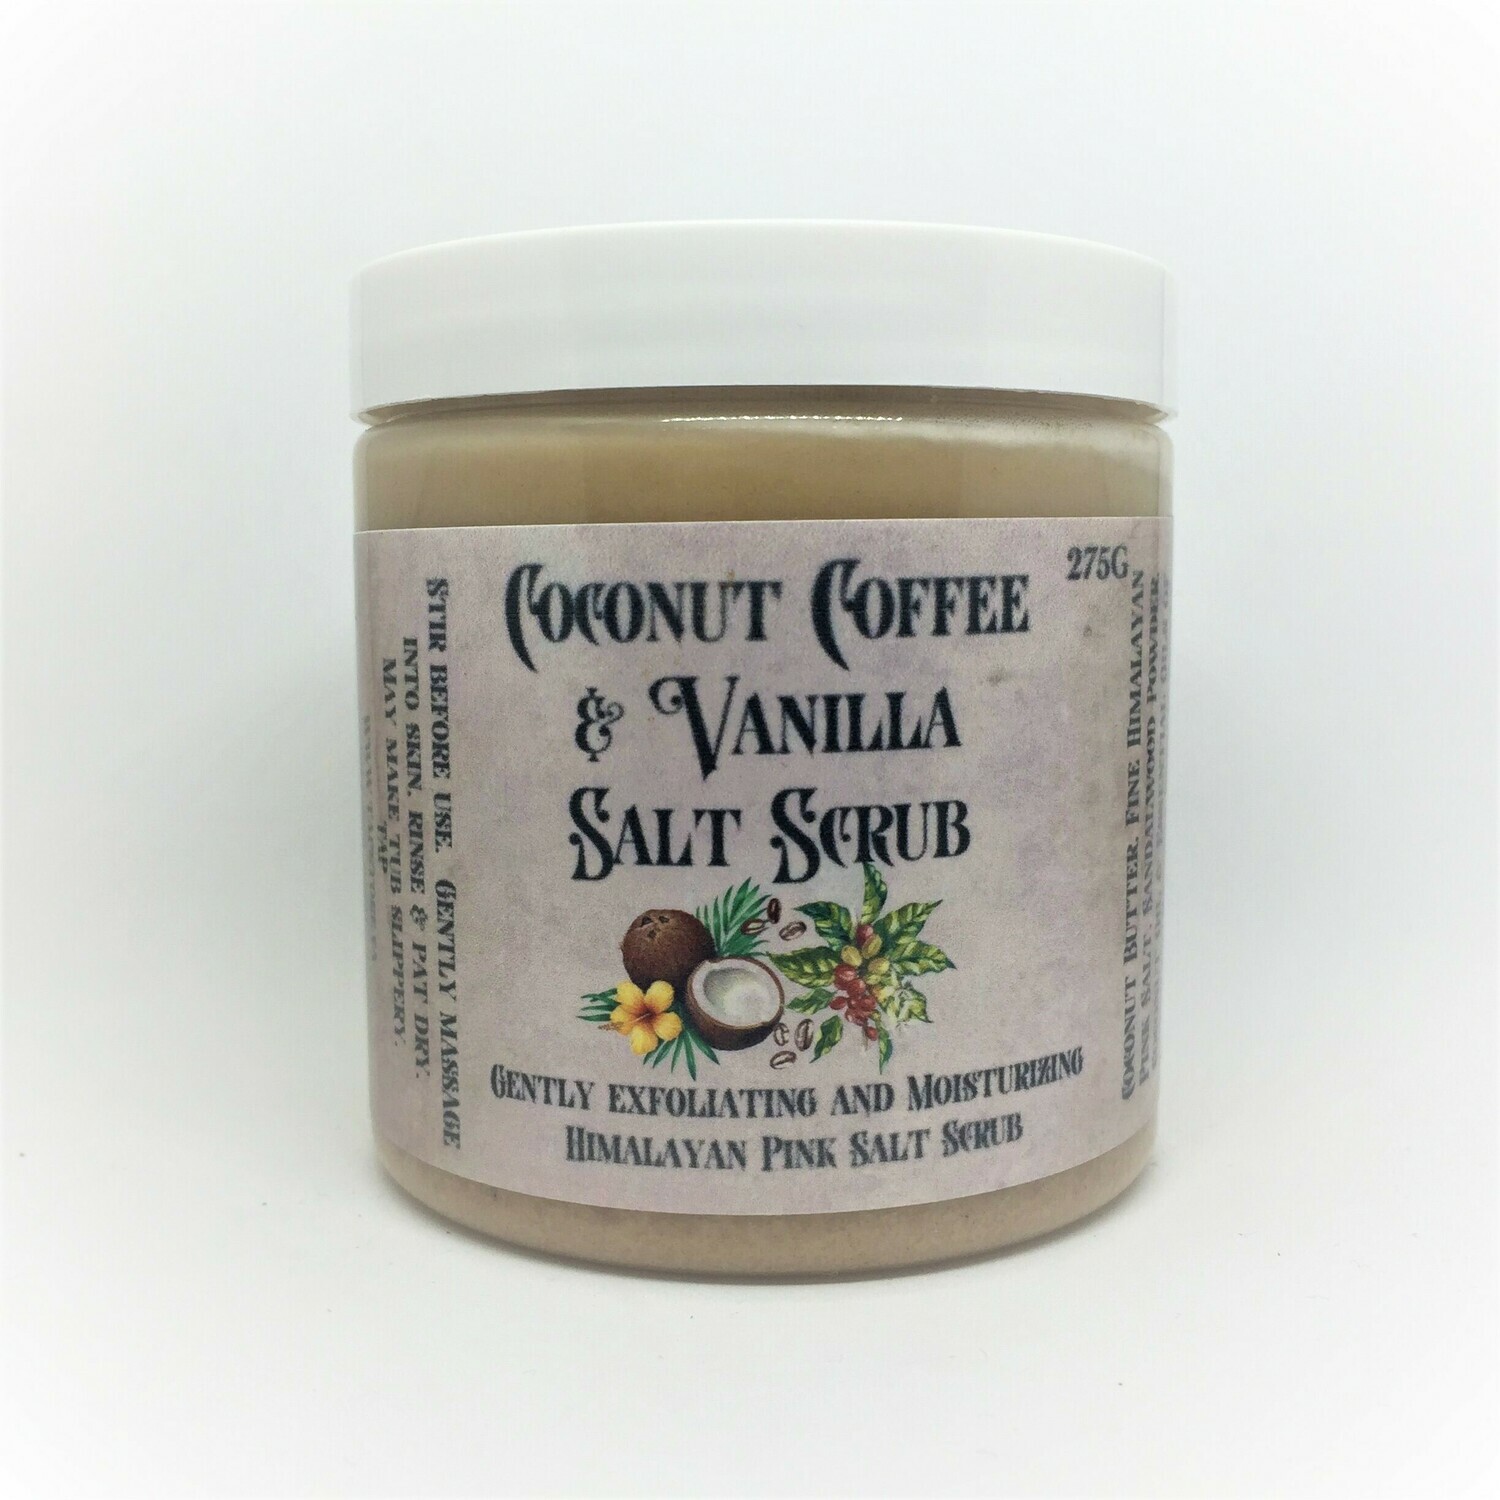 Coconut Coffee
& Vanilla
Salt Scrub
Gently exfoliating and Moisturizing
Himalayan Pink Salt Scrub
275g
Stir before use. Gently massage
into skin. Rinse & pat dry.
May make tub slippery.
Coconut Butter, Fine Himalayan
Pink Salt, Sandalwood Powder,